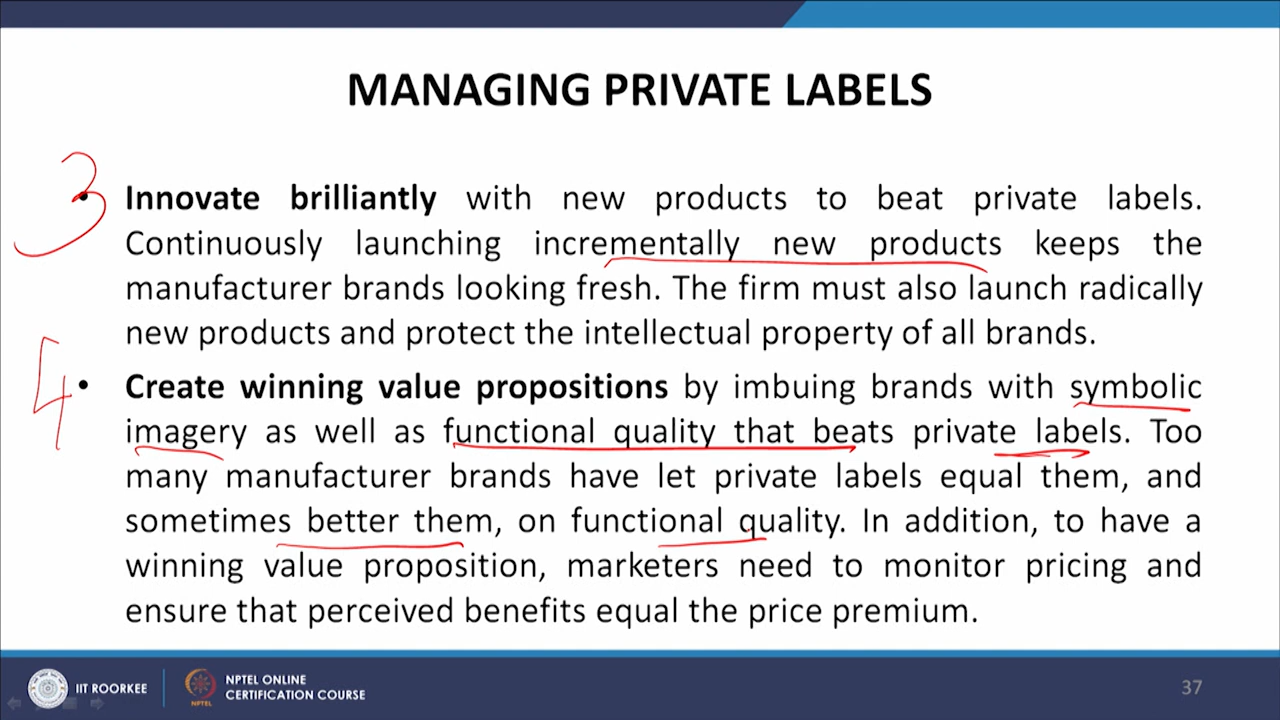 MANAGING PRIVATE LABELS
3
• Innovate brilliantly with new products to beat private labels.
Continuously launching incrementally new products keeps the
manufacturer brands looking fresh. The firm must also launch radically
new products and protect the intellectual property of all brands.
4
• Create winning value propositions by imbuing brands with symbolic
imagery as well as functional quality that beats private labels. Too
many manufacturer brands have let private labels equal them, and
sometimes better them, on functional quality. In addition, to have a
winning value proposition, marketers need to monitor pricing and
ensure that perceived benefits equal the price premium.
IIT ROORKEE
NPTEL
NPTEL ONLINE
CERTIFICATION COURSE
37